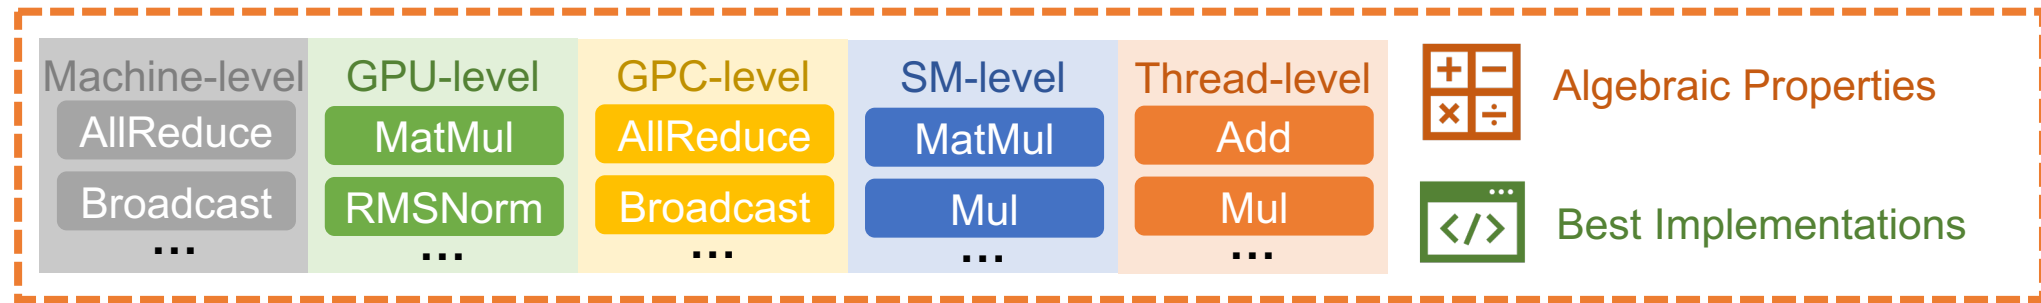 Machine-level
AllReduce
Broadcast
...
GPU-level
MatMul
RMSNorm
...
GPC-level
AllReduce
Broadcast
...
SM-level
MatMul
Mul
...
Thread-level
Add
Mul
...
+ −
× ÷
Algebraic Properties
</>
Best Implementations